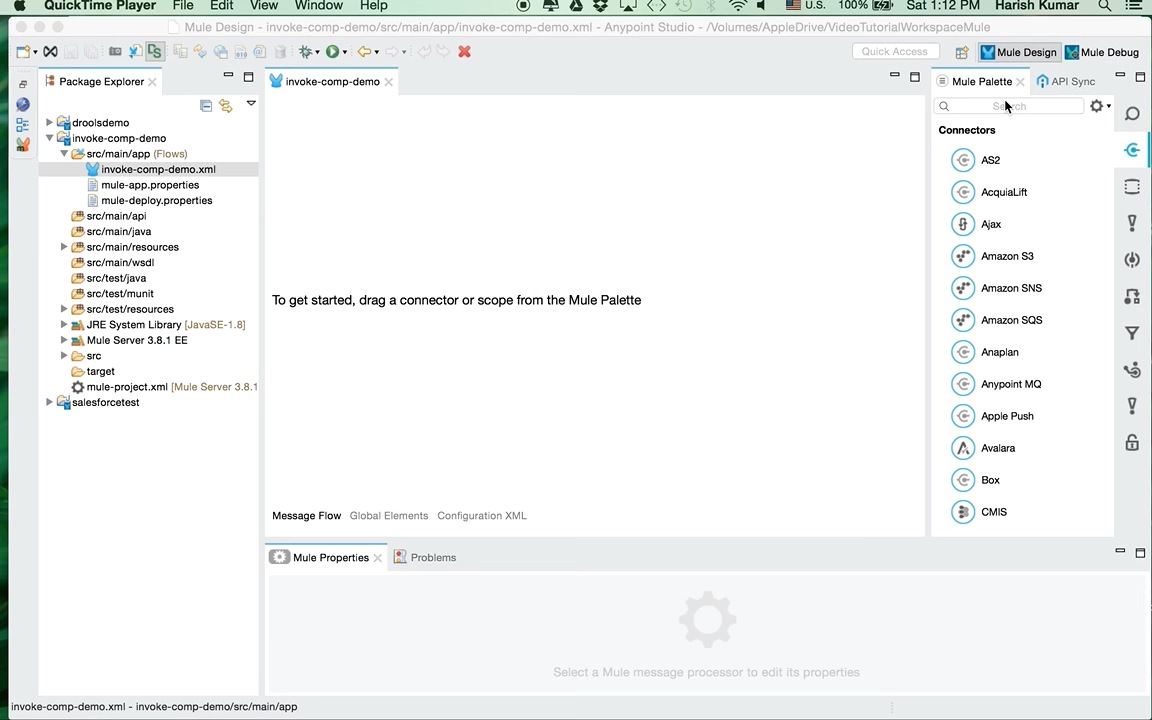 QuickTime Player File Edit View Window Help U.S. 100% Sat 1:12 PM Harish Kumar
Mule Design - invoke-comp-demo/src/main/app/invoke-comp-demo.xml - Anypoint Studio - /Volumes/AppleDrive/VideoTutorialWorkspaceMule
Quick Access Mule Design Mule Debug
Package Explorer
droolsdemo
invoke-comp-demo
src/main/app (Flows)
invoke-comp-demo.xml
mule-app.properties
mule-deploy.properties
src/main/api
src/main/java
src/main/resources
src/main/wsdl
src/test/java
src/test/munit
src/test/resources
JRE System Library [JavaSE-1.8]
Mule Server 3.8.1 EE
src
target
mule-project.xml [Mule Server 3.8.1
salesforcetest
invoke-comp-demo
To get started, drag a connector or scope from the Mule Palette
Message Flow Global Elements Configuration XML
Mule Palette API Sync
Search
Connectors
AS2
AcquiaLift
Ajax
Amazon S3
Amazon SNS
Amazon SQS
Anaplan
Anypoint MQ
Apple Push
Avalara
Box
CMIS
Mule Properties Problems
Select a Mule message processor to edit its properties
invoke-comp-demo.xml - invoke-comp-demo/src/main/app